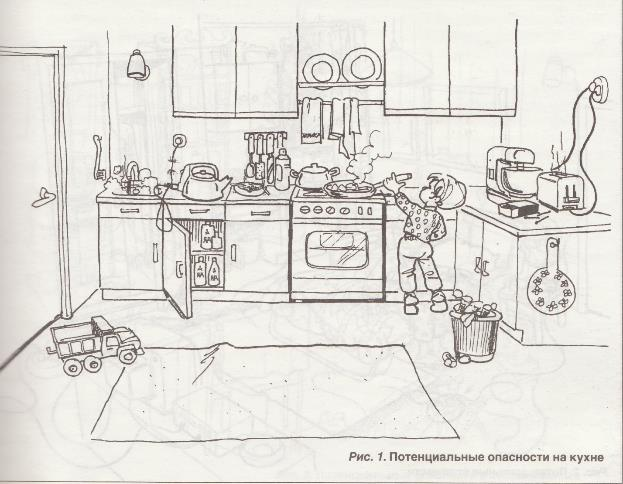 Рис. 1. Потенциальные опасности на кухне